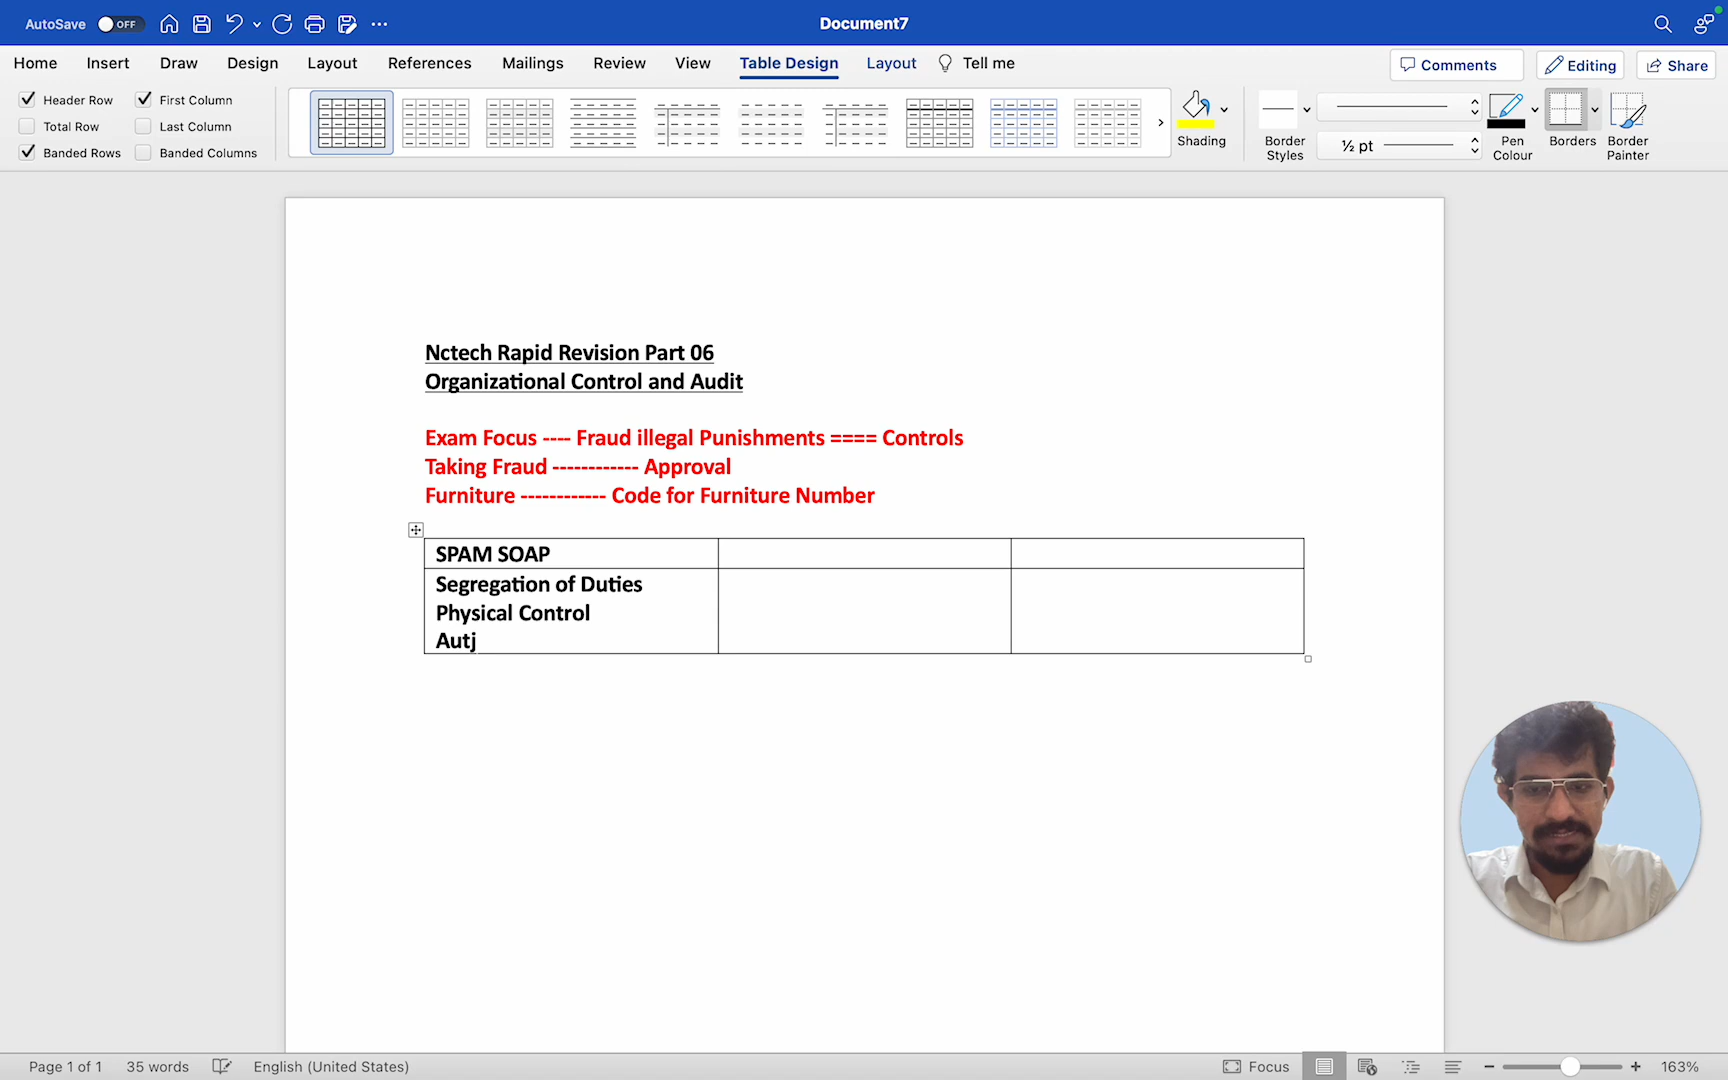 AutoSave OFF
Document7
Home Insert Draw Design Layout References Mailings Review View Table Design Layout Tell me
Comments Editing Share
Header Row First Column
Total Row Last Column
Banded Rows Banded Columns
Shading
Border Styles
½ pt
Pen Colour
Borders
Border Painter
Nctech Rapid Revision Part 06
Organizational Control and Audit
Exam Focus ---- Fraud illegal Punishments ==== Controls
Taking Fraud ------------ Approval
Furniture ------------ Code for Furniture Number
SPAM SOAP
Segregation of Duties
Physical Control
Autj
Page 1 of 1 35 words English (United States) Focus 163%